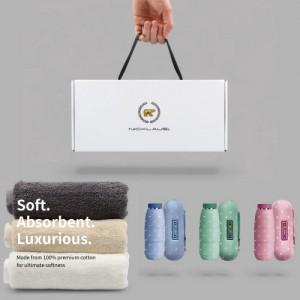 NICKLAUS
Soft.
Absorbent.
Luxurious.
Made from 100% premium cotton
for ultimate softness